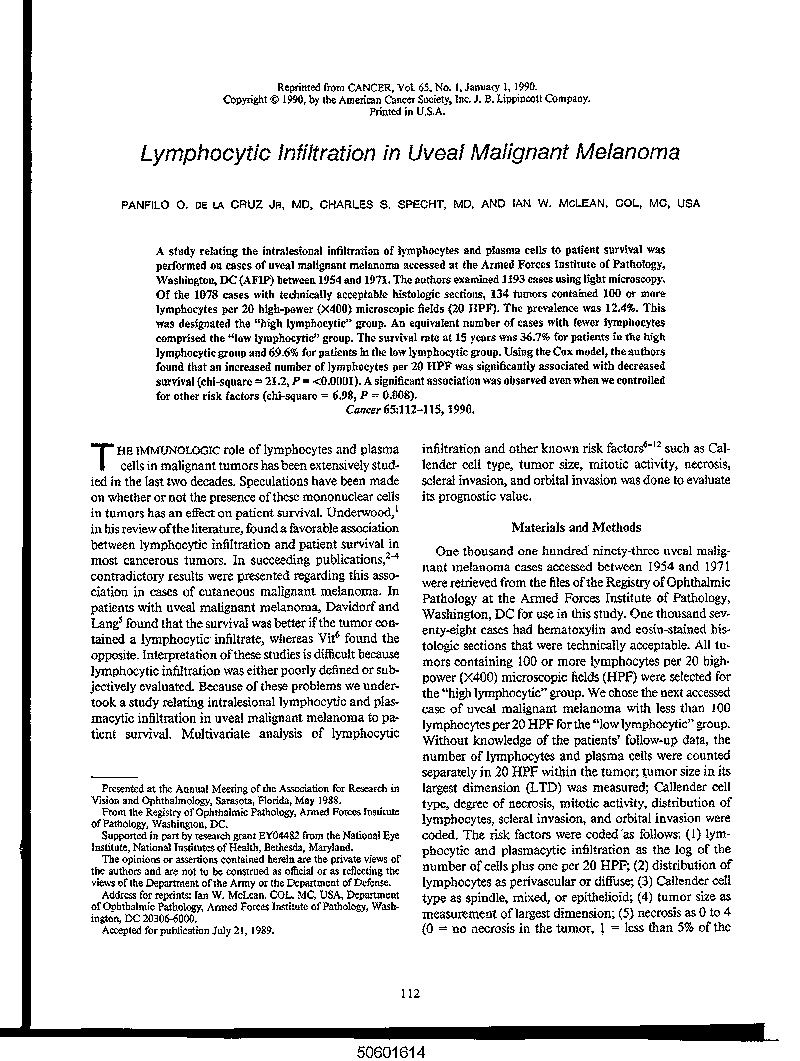 Reprinted from CANCER, Vol. 65, No. 1, January 1, 1990.
Copyright © 1990, by the American Cancer Society, Inc. J. B. Lippincott Company.
Printed in U.S.A.
Lymphocytic Infiltration in Uveal Malignant Melanoma
PANFILO O. DE LA CRUZ JR, MD, CHARLES S. SPECHT, MD, AND IAN W. MCLEAN, COL, MC, USA
A study relating the intralesional infiltration of lymphocytes and plasma cells to patient survival was
performed on cases of uveal malignant melanoma accessed at the Armed Forces Institute of Pathology,
Washington, DC (AFIP) between 1954 and 1971. The authors examined 1193 cases using light microscopy.
Of the 1078 cases with technically acceptable histologic sections, 134 tumors contained 100 or more
lymphocytes per 20 high-power (X400) microscopic fields (20 HPF). The prevalence was 12.4%. This
was designated the "high lymphocytic" group. An equivalent number of cases with fewer lymphocytes
comprised the "low lymphocytic" group. The survival rate at 15 years was 36.7% for patients in the high
lymphocytic group and 69.6% for patients in the low lymphocytic group. Using the Cox model, the authors
found that an increased number of lymphocytes per 20 HPF was significantly associated with decreased
survival (chi-square = 21.2, P = <0.0001). A significant association was observed even when we controlled
for other risk factors (chi-square = 6.98, P = 0.008).
Cancer 65:112–115, 1990.
THE IMMUNOLOGIC role of lymphocytes and plasma
cells in malignant tumors has been extensively stud-
ied in the last two decades. Speculations have been made
on whether or not the presence of these mononuclear cells
in tumors has an effect on patient survival. Underwood,1
in his review of the literature, found a favorable association
between lymphocytic infiltration and patient survival in
most cancerous tumors. In succeeding publications,2-4
contradictory results were presented regarding this asso-
ciation in cases of cutaneous malignant melanoma. In
patients with uveal malignant melanoma, Davidorf and
Lang5 found that the survival was better if the tumor con-
tained a lymphocytic infiltrate, whereas Vit6 found the
opposite. Interpretation of these studies is difficult because
lymphocytic infiltration was either poorly defined or sub-
jectively evaluated. Because of these problems we under-
took a study relating intralesional lymphocytic and plas-
macytic infiltration in uveal malignant melanoma to pa-
tient survival. Multivariate analysis of lymphocytic
Presented at the Annual Meeting of the Association for Research in
Vision and Ophthalmology, Sarasota, Florida, May 1988.
From the Registry of Ophthalmic Pathology, Armed Forces Institute
of Pathology, Washington, DC.
Supported in part by research grant EY04482 from the National Eye
Institute, National Institutes of Health, Bethesda, Maryland.
The opinions or assertions contained herein are the private views of
the authors and are not to be construed as official or as reflecting the
views of the Department of the Army or the Department of Defense.
Address for reprints: Ian W. McLean, COL, MC, USA, Department
of Ophthalmic Pathology, Armed Forces Institute of Pathology, Wash-
ington, DC 20306-6000.
Accepted for publication July 21, 1989.
infiltration and other known risk factors6-12 such as Cal-
lender cell type, tumor size, mitotic activity, necrosis,
scleral invasion, and orbital invasion was done to evaluate
its prognostic value.
Materials and Methods
One thousand one hundred ninety-three uveal malig-
nant melanoma cases accessed between 1954 and 1971
were retrieved from the files of the Registry of Ophthalmic
Pathology at the Armed Forces Institute of Pathology,
Washington, DC for use in this study. One thousand sev-
enty-eight cases had hematoxylin and eosin-stained his-
tologic sections that were technically acceptable. All tu-
mors containing 100 or more lymphocytes per 20 high-
power (X400) microscopic fields (HPF) were selected for
the "high lymphocytic" group. We chose the next accessed
case of uveal malignant melanoma with less than 100
lymphocytes per 20 HPF for the "low lymphocytic" group.
Without knowledge of the patients' follow-up data, the
number of lymphocytes and plasma cells were counted
separately in 20 HPF within the tumor; tumor size in its
largest dimension (LTD) was measured; Callender cell
type, degree of necrosis, mitotic activity, distribution of
lymphocytes, scleral invasion, and orbital invasion were
coded. The risk factors were coded as follows: (1) lym-
phocytic and plasmacytic infiltration as the log of the
number of cells plus one per 20 HPF; (2) distribution of
lymphocytes as perivascular or diffuse; (3) Callender cell
type as spindle, mixed, or epithelioid; (4) tumor size as
measurement of largest dimension; (5) necrosis as 0 to 4
(0 = no necrosis in the tumor, 1 = less than 5% of the
112
50601614